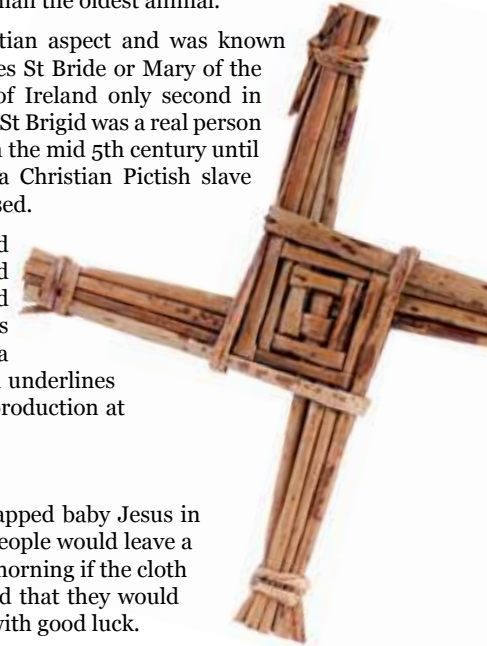 han the oldest animal.
tian aspect and was known
es St Bride or Mary of the
of Ireland only second in
St Brigid was a real person
the mid 5th century until
a Christian Pictish slave
sed.
d
d
d
s
a
underlines
roduction at
apped baby Jesus in
eople would leave a
morning if the cloth
d that they would
with good luck.